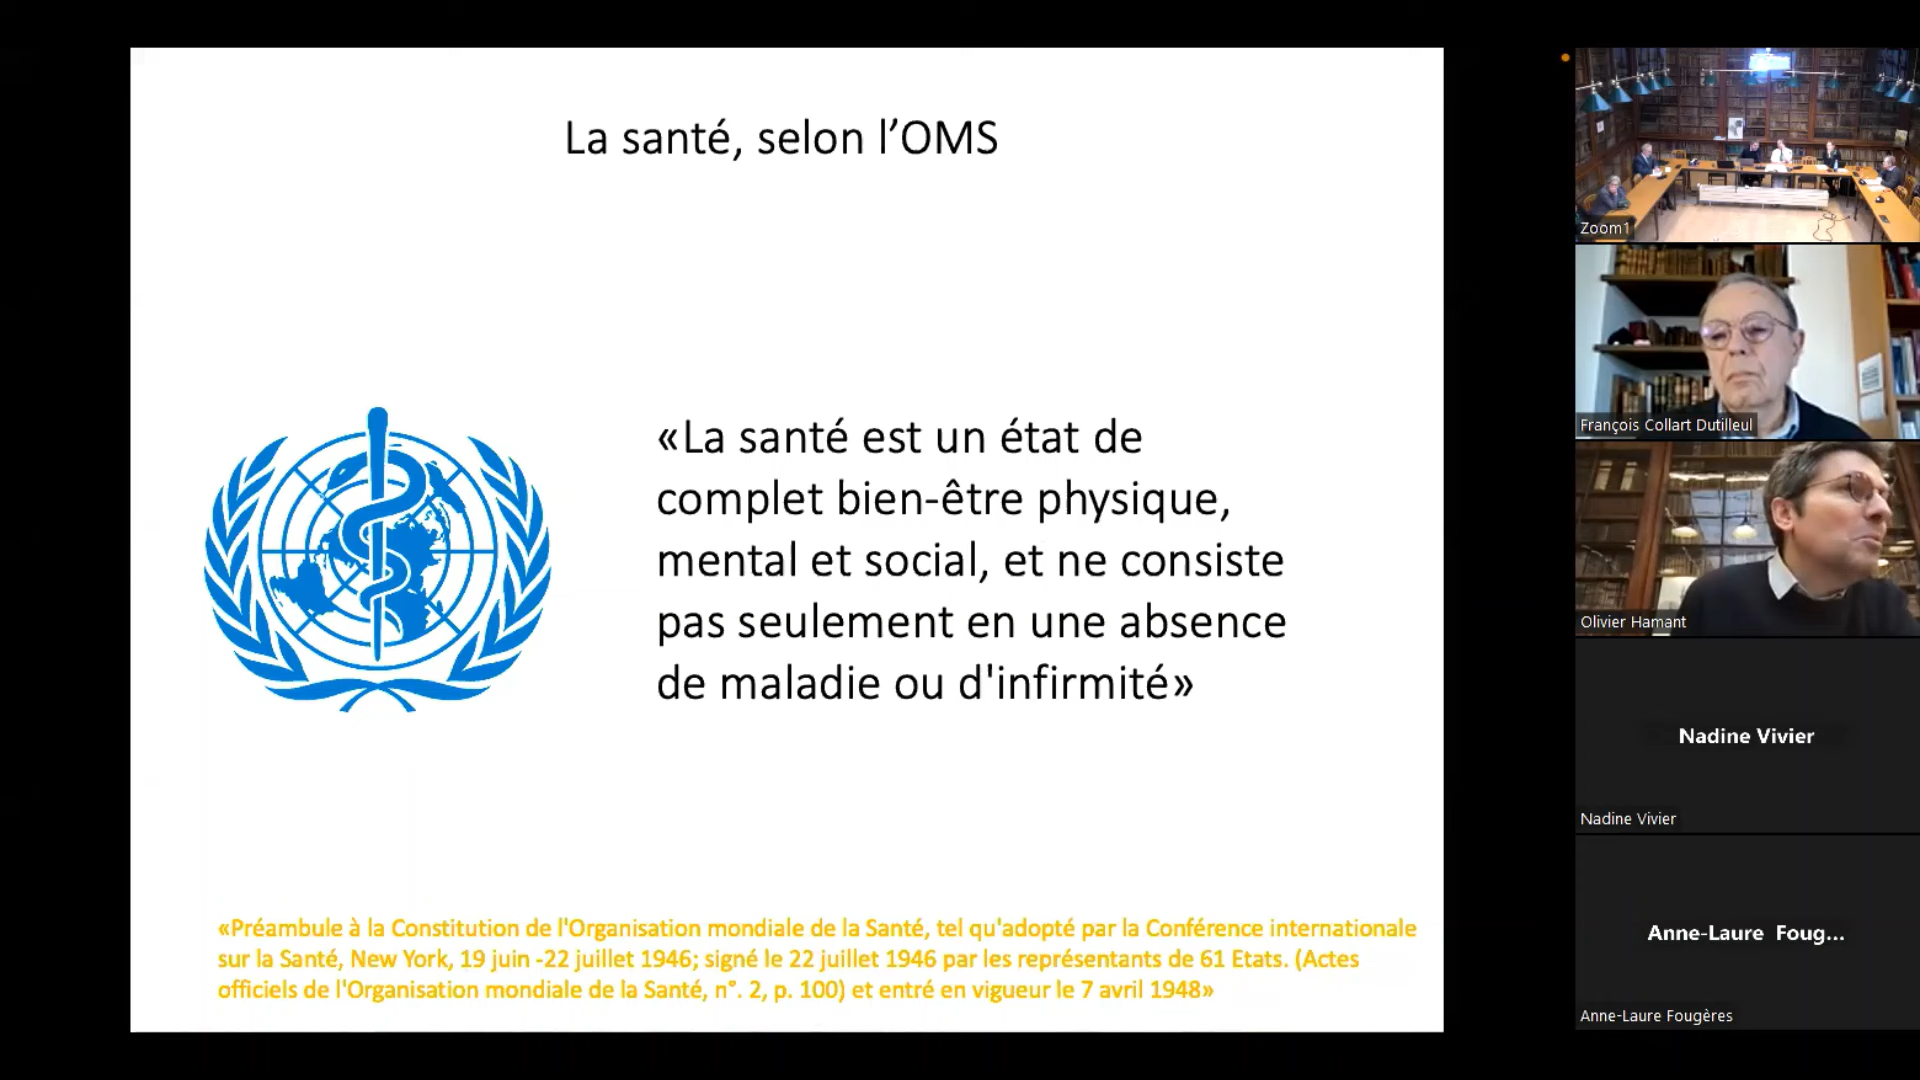 La santé, selon l’OMS
«La santé est un état de
complet bien-être physique,
mental et social, et ne consiste
pas seulement en une absence
de maladie ou d'infirmité»
«Préambule à la Constitution de l'Organisation mondiale de la Santé, tel qu'adopté par la Conférence internationale
sur la Santé, New York, 19 juin -22 juillet 1946; signé le 22 juillet 1946 par les représentants de 61 Etats. (Actes
officiels de l'Organisation mondiale de la Santé, n°. 2, p. 100) et entré en vigueur le 7 avril 1948»
Zoom1
François Collart Dutilleul
Olivier Hamant
Nadine Vivier
Nadine Vivier
Anne-Laure Foug...
Anne-Laure Fougères